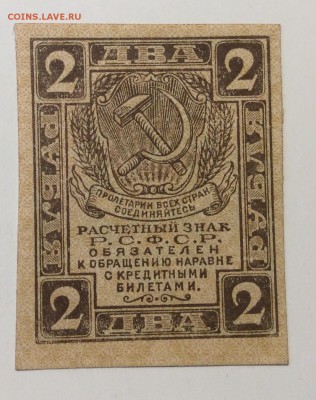 COINS.LAVE.RU
2 ДВА 2
РУБЛЯ
РУБЛЯ
ПРОЛЕТАРИИ ВСЕХ СТРАН
СОЕДИНЯЙТЕСЬ
РАСЧЕТНЫЙ ЗНАК
Р.С.Ф.С.Р.
ОБЯЗАТЕЛЕН
К ОБРАЩЕНИЮ НАРАВНЕ
С КРЕДИТНЫМИ
БИЛЕТАМИ.
2 ДВА 2